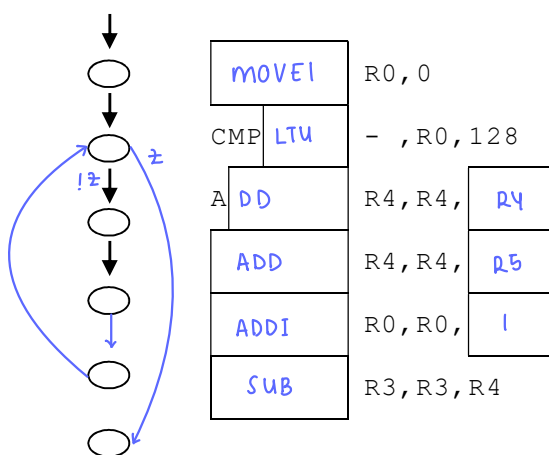 MOVEI R0,0
CMP LTU - ,R0,128
z
!z
ADD R4,R4, R4
ADD R4,R4, R5
ADDI R0,R0, 1
SUB R3,R3,R4